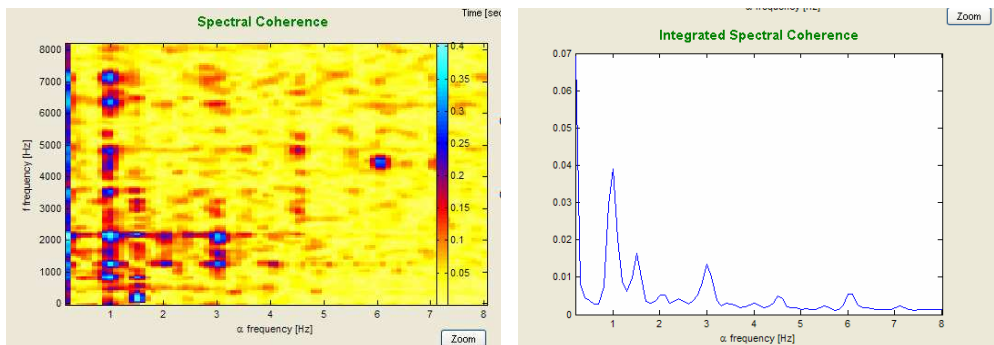 Time [sec
Spectral Coherence
8000
7000
6000
5000
4000
3000
2000
1000
0
f frequency [Hz]
0.4
0.35
0.3
0.25
0.2
0.15
0.1
0.05
1 2 3 4 5 6 7 8
α frequency [Hz]
Zoom
α frequency [Hz]
Zoom
Integrated Spectral Coherence
0.07
0.06
0.05
0.04
0.03
0.02
0.01
0
1 2 3 4 5 6 7 8
α frequency [Hz]